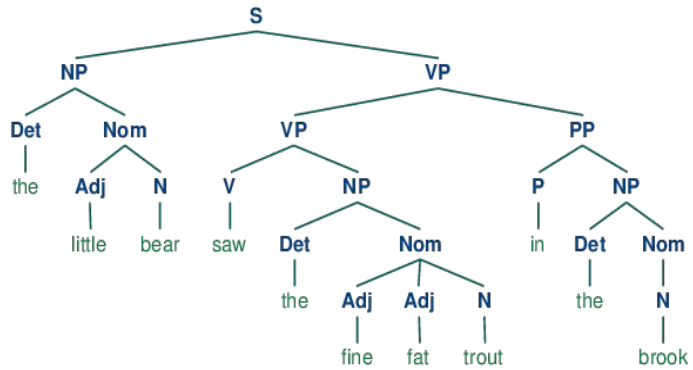 S
NP VP
Det Nom VP PP
the Adj N V NP P NP
little bear saw Det Nom in Det Nom
the Adj Adj N the N
fine fat trout brook